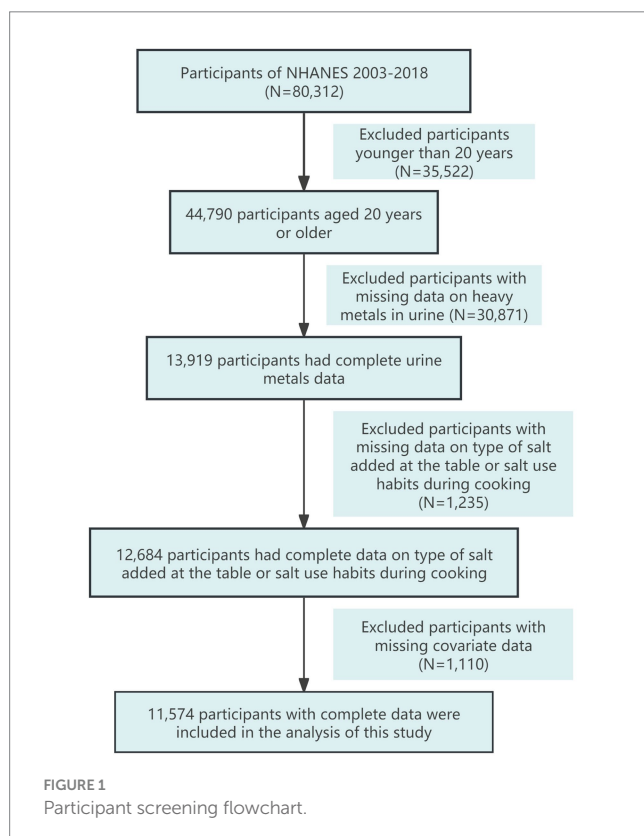 Participants of NHANES 2003-2018
(N=80,312)
Excluded participants
younger than 20 years
(N=35,522)
44,790 participants aged 20 years
or older
Excluded participants with
missing data on heavy
metals in urine (N=30,871)
13,919 participants had complete urine
metals data
Excluded participants with
missing data on type of salt
added at the table or salt use
habits during cooking
(N=1,235)
12,684 participants had complete data on type of salt
added at the table or salt use habits during cooking
Excluded participants with
missing covariate data
(N=1,110)
11,574 participants with complete data were
included in the analysis of this study
FIGURE 1
Participant screening flowchart.